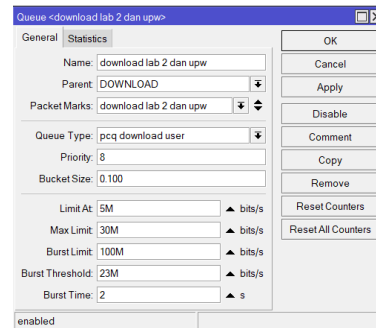 Queue <download lab 2 dan upw>
General Statistics
OK
Name: download lab 2 dan upw
Cancel
Parent: DOWNLOAD
Apply
Packet Marks: download lab 2 dan upw
Disable
Queue Type: pcq download user
Comment
Priority: 8
Copy
Bucket Size: 0.100
Remove
Limit At: 5M bits/s
Reset Counters
Max Limit: 30M bits/s
Reset All Counters
Burst Limit: 100M bits/s
Burst Threshold: 23M bits/s
Burst Time: 2 s
enabled